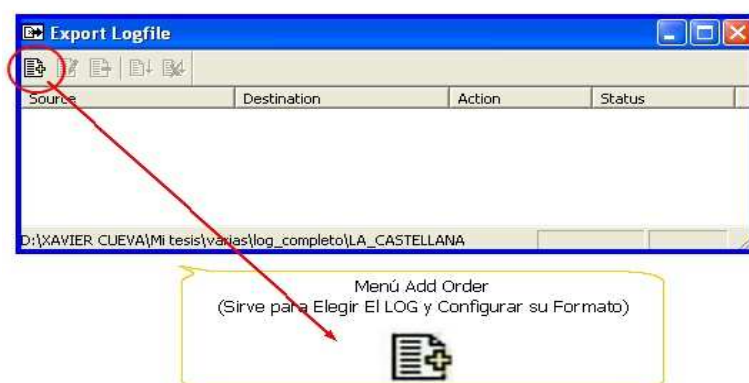 Export Logfile
Source Destination Action Status
D:\XAVIER CUEVA\Mi tesis\varias\log_completo\LA_CASTELLANA
Menú Add Order
(Sirve para Elegir El LOG y Configurar su Formato)